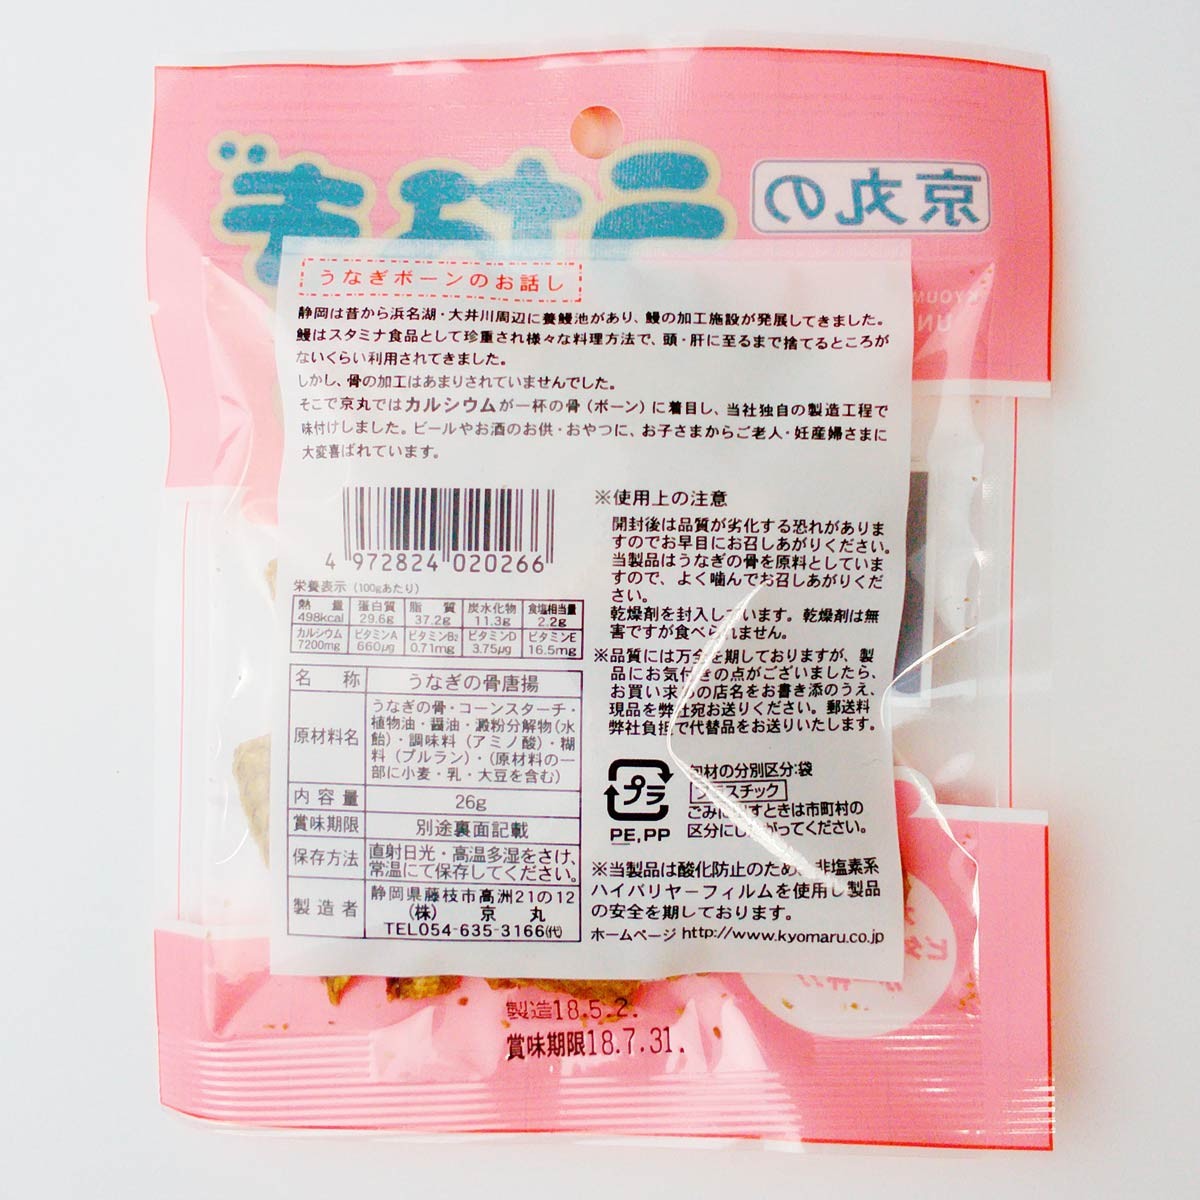 京丸の
うなぎ
うなぎボーンのお話し
静岡は昔から浜名湖・大井川周辺に養鰻池があり、鰻の加工施設が発展してきました。
鰻はスタミナ食品として珍重され様々な料理方法で、頭・肝に至るまで捨てるところが
ないくらい利用されてきました。
しかし、骨の加工はあまりされていませんでした。
そこで京丸ではカルシウムが一杯の骨（ボーン）に着目し、当社独自の製造工程で
味付けしました。ビールやお酒のお供・おやつに、お子さまからご老人・妊産婦さまに
大変喜ばれています。
4 972824 020266
栄養表示（100gあたり）
熱量 蛋白質 脂質 炭水化物 食塩相当量
498kcal 29.6g 37.2g 11.3g 2.2g
カルシウム ビタミンA ビタミンB2 ビタミンD ビタミンE
7200mg 660μg 0.71mg 3.75μg 16.5mg
名称 うなぎの骨唐揚
原材料名 うなぎの骨・コーンスターチ・
植物油・醤油・澱粉分解物（水
飴）・調味料（アミノ酸）・糊
料（プルラン）・（原材料の一
部に小麦・乳・大豆を含む）
内容量 26g
賞味期限 別途裏面記載
保存方法 直射日光・高温多湿をさけ、
常温にて保存してください。
製造者 静岡県藤枝市高洲21の12
（株） 京丸
TEL054-635-3166㈹
※使用上の注意
開封後は品質が劣化する恐れがありま
すのでお早目にお召しあがりください。
当製品はうなぎの骨を原料としていま
すので、よく噛んでお召しあがりくだ
さい。
乾燥剤を封入しています。乾燥剤は無
害ですが食べられません。
※品質には万全を期しておりますが、製
品にお気付きの点がございましたら、
お買い求めの店名をお書き添のうえ、
現品を弊社宛お送りください。郵送料
弊社負担で代替品をお送りいたします。
プラ
PE,PP
包材の分別区分:袋
プラスチック
ごみに出すときは市町村の
区分にしたがってください。
※当製品は酸化防止のため、非塩素系
ハイバリヤーフィルムを使用し製品
の安全を期しております。
ホームページ http://www.kyomaru.co.jp
製造18.5.2.
賞味期限18.7.31.